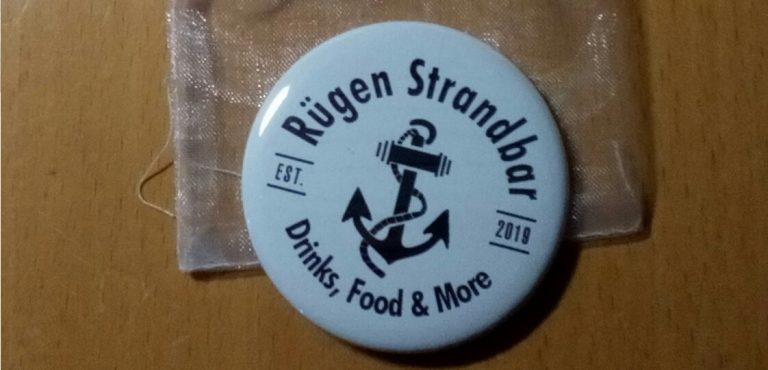 Rügen Strandbar
EST.
2019
Drinks, Food & More